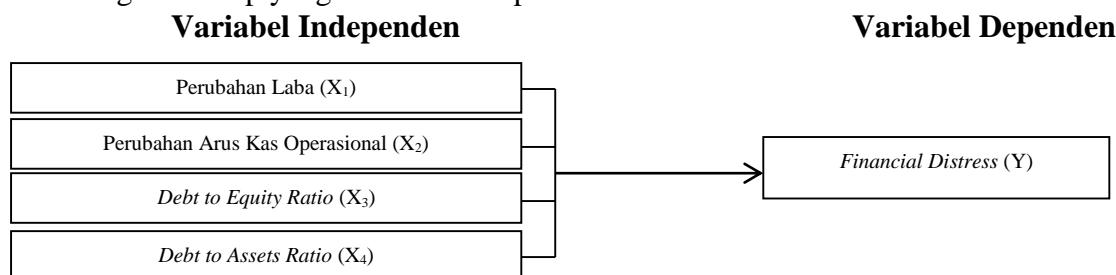 Variabel Independen Variabel Dependen
Perubahan Laba (X₁)
Perubahan Arus Kas Operasional (X₂)
Financial Distress (Y)
Debt to Equity Ratio (X₃)
Debt to Assets Ratio (X₄)